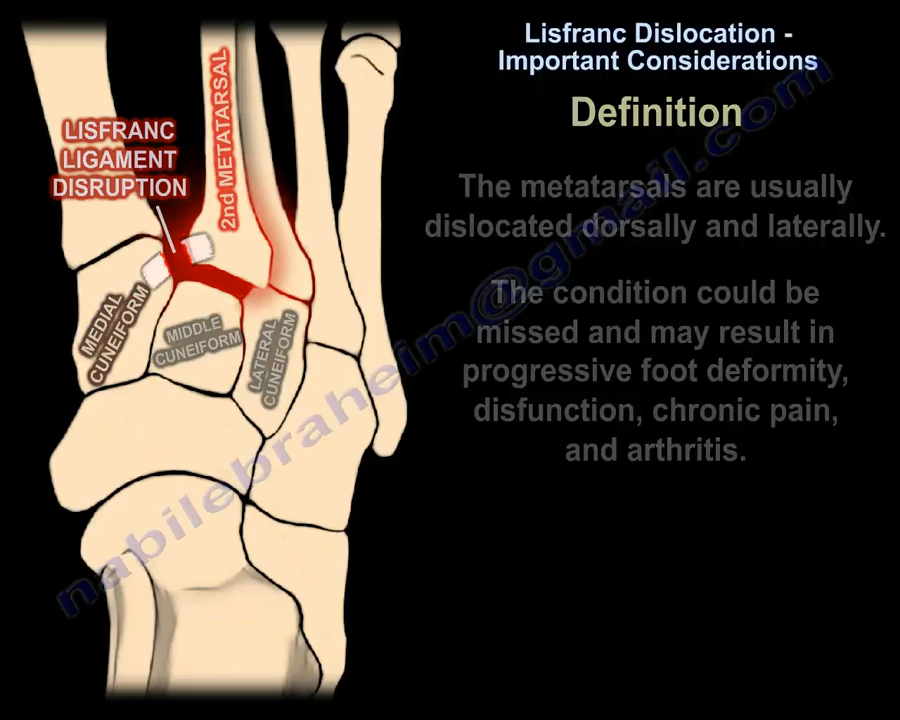 Lisfranc Dislocation -
Important Considerations
Definition
The metatarsals are usually
dislocated dorsally and laterally.
The condition could be
missed and may result in
progressive foot deformity,
disfunction, chronic pain,
and arthritis.
LISFRANC
LIGAMENT
DISRUPTION
2nd METATARSAL
MEDIAL
CUNEIFORM
MIDDLE
CUNEIFORM
LATERAL
CUNEIFORM
nabilebraheim@gmail.com